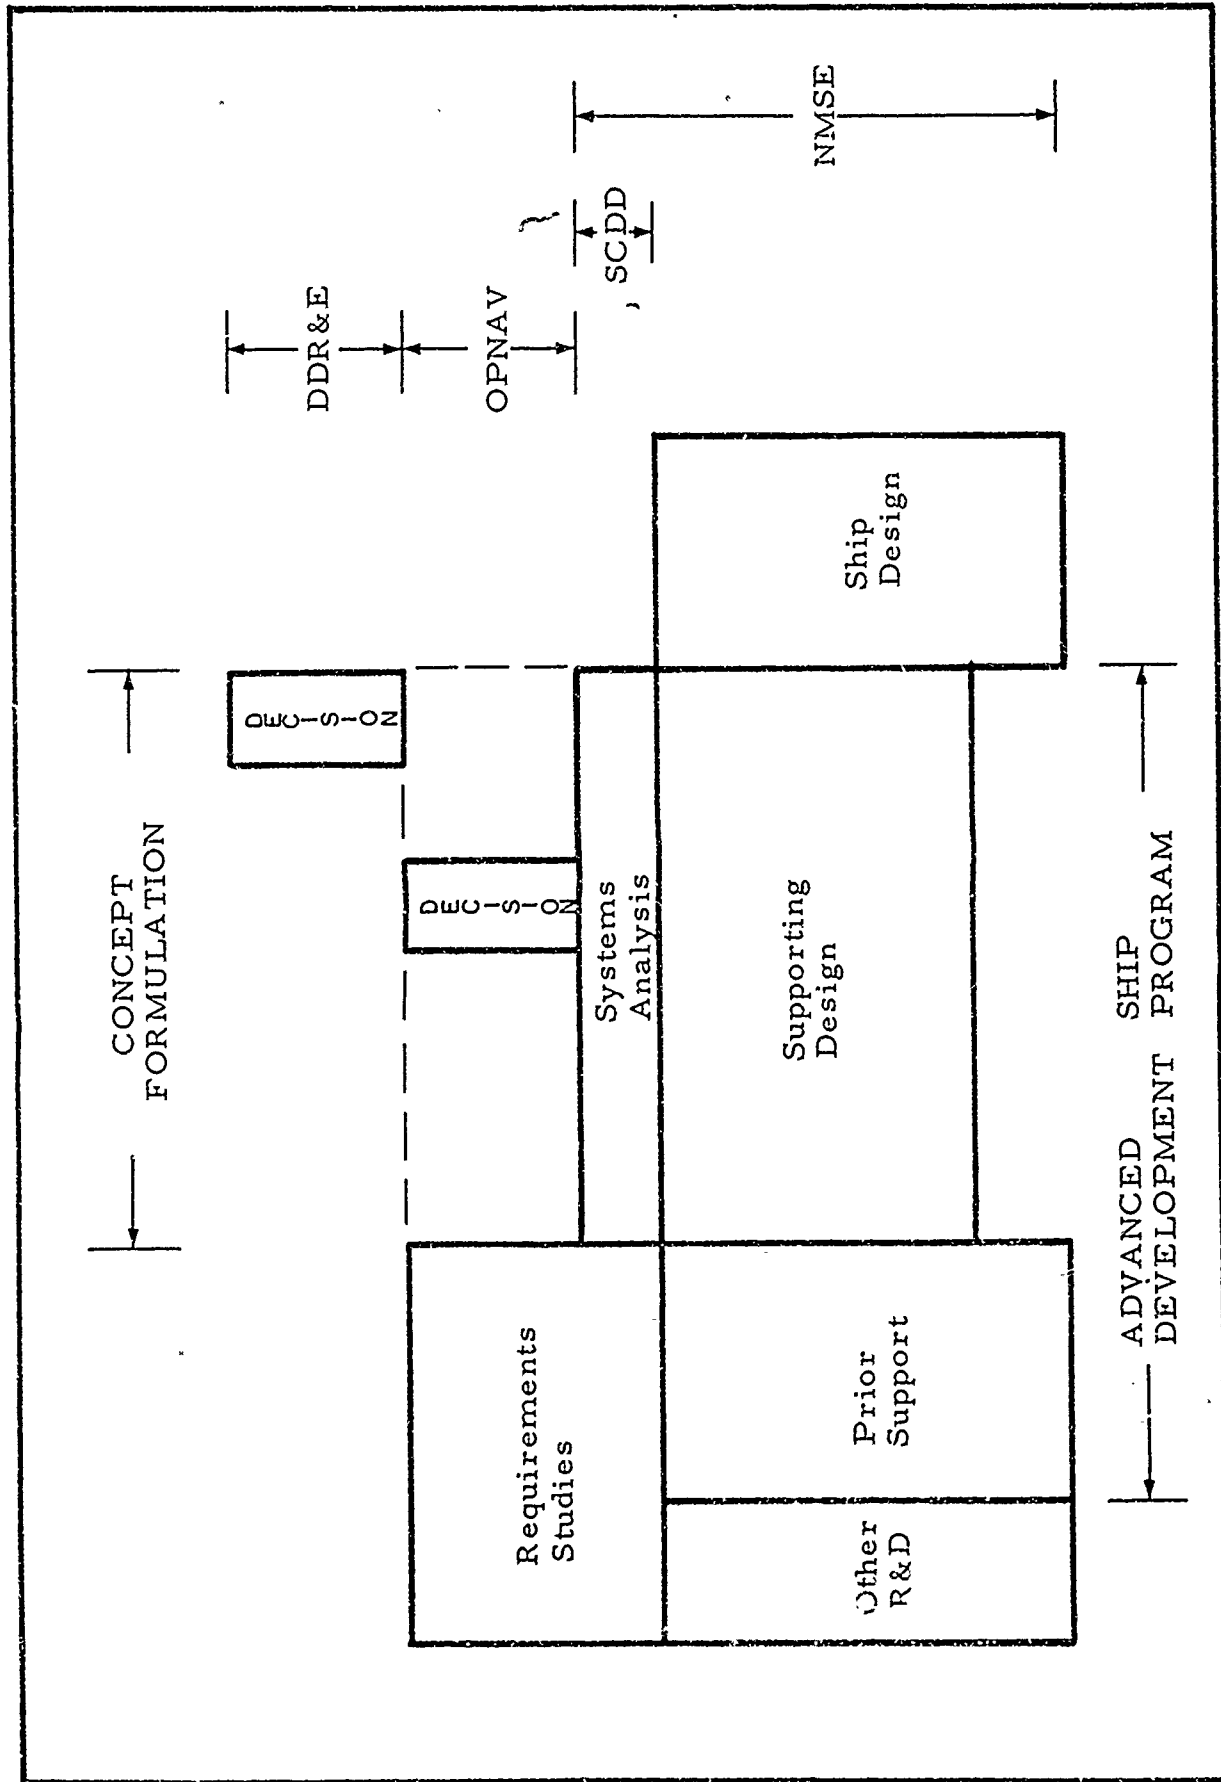 CONCEPT
FORMULATION
DECISION
DDR&E
DECISION
OPNAV
Requirements
Studies
Systems
Analysis
SCDD
Other
R&D
Prior
Support
Supporting
Design
Ship
Design
NMSE
ADVANCED SHIP
DEVELOPMENT PROGRAM